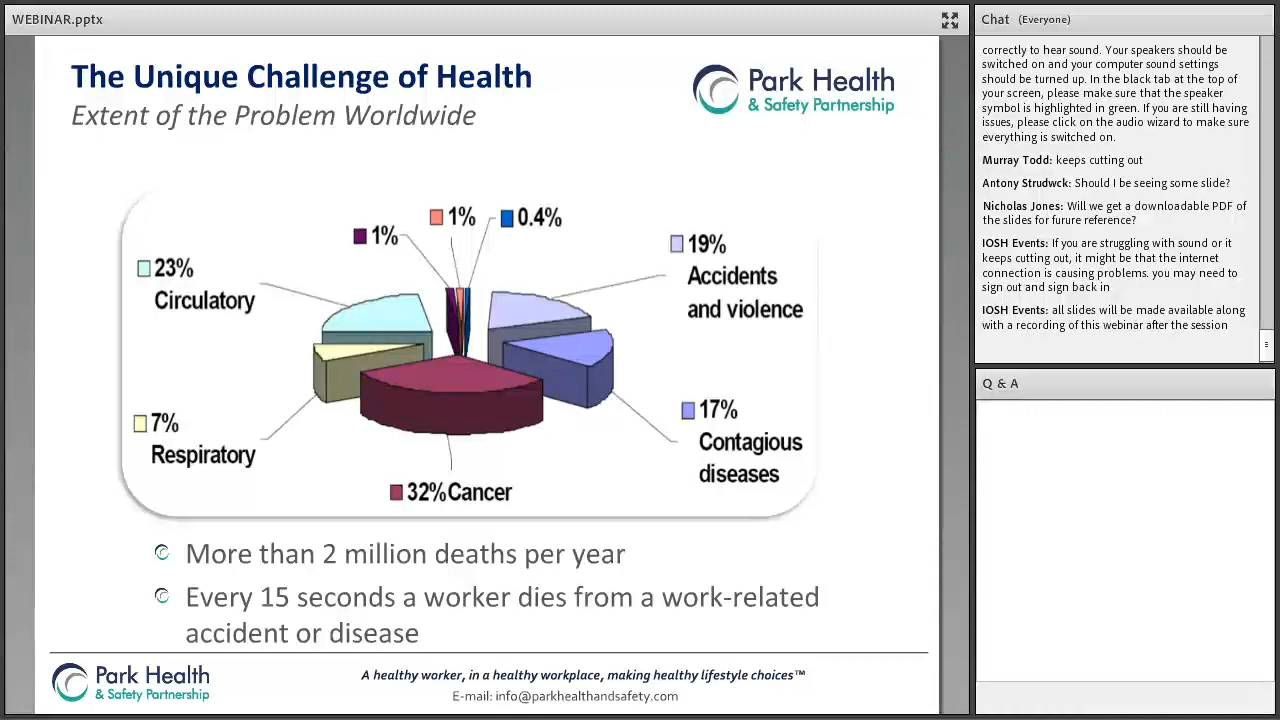 WEBINAR.pptx
The Unique Challenge of Health
Extent of the Problem Worldwide
Park Health
& Safety Partnership
1%
1%
0.4%
23%
Circulatory
19%
Accidents
and violence
7%
Respiratory
17%
Contagious
diseases
32% Cancer
More than 2 million deaths per year
Every 15 seconds a worker dies from a work-related
accident or disease
Park Health
& Safety Partnership
A healthy worker, in a healthy workplace, making healthy lifestyle choices™
E-mail: info@parkhealthandsafety.com
Chat (Everyone)
correctly to hear sound. Your speakers should be
switched on and your computer sound settings
should be turned up. In the black tab at the top of
your screen, please make sure that the speaker
symbol is highlighted in green. If you are still having
issues, please click on the audio wizard to make sure
everything is switched on.
Murray Todd: keeps cutting out
Antony Strudwck: Should I be seeing some slide?
Nicholas Jones: Will we get a downloadable PDF of
the slides for furure reference?
IOSH Events: If you are struggling with sound or it
keeps cutting out, it might be that the internet
connection is causing problems. you may need to
sign out and sign back in
IOSH Events: all slides will be made available along
with a recording of this webinar after the session
Q & A